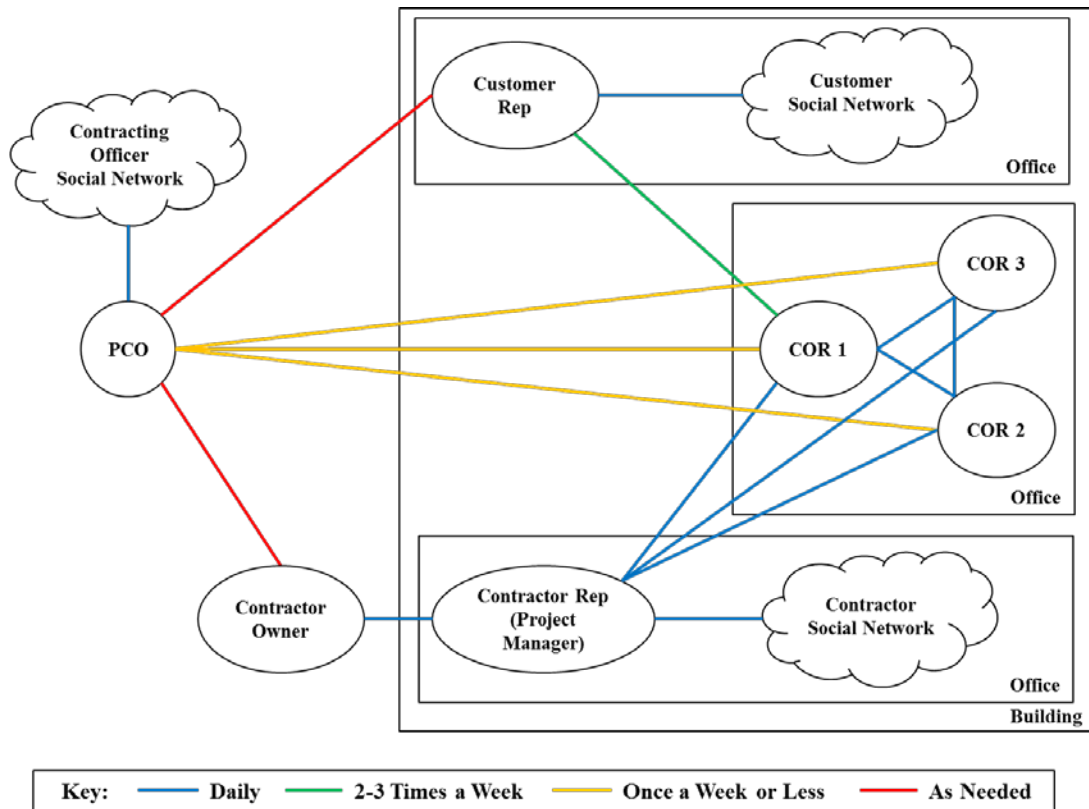 Customer
Rep
Customer
Social Network
Office
Contracting
Officer
Social Network
COR 3
PCO
COR 1
COR 2
Office
Contractor
Owner
Contractor Rep
(Project
Manager)
Contractor
Social Network
Office
Building
Key: Daily 2-3 Times a Week Once a Week or Less As Needed